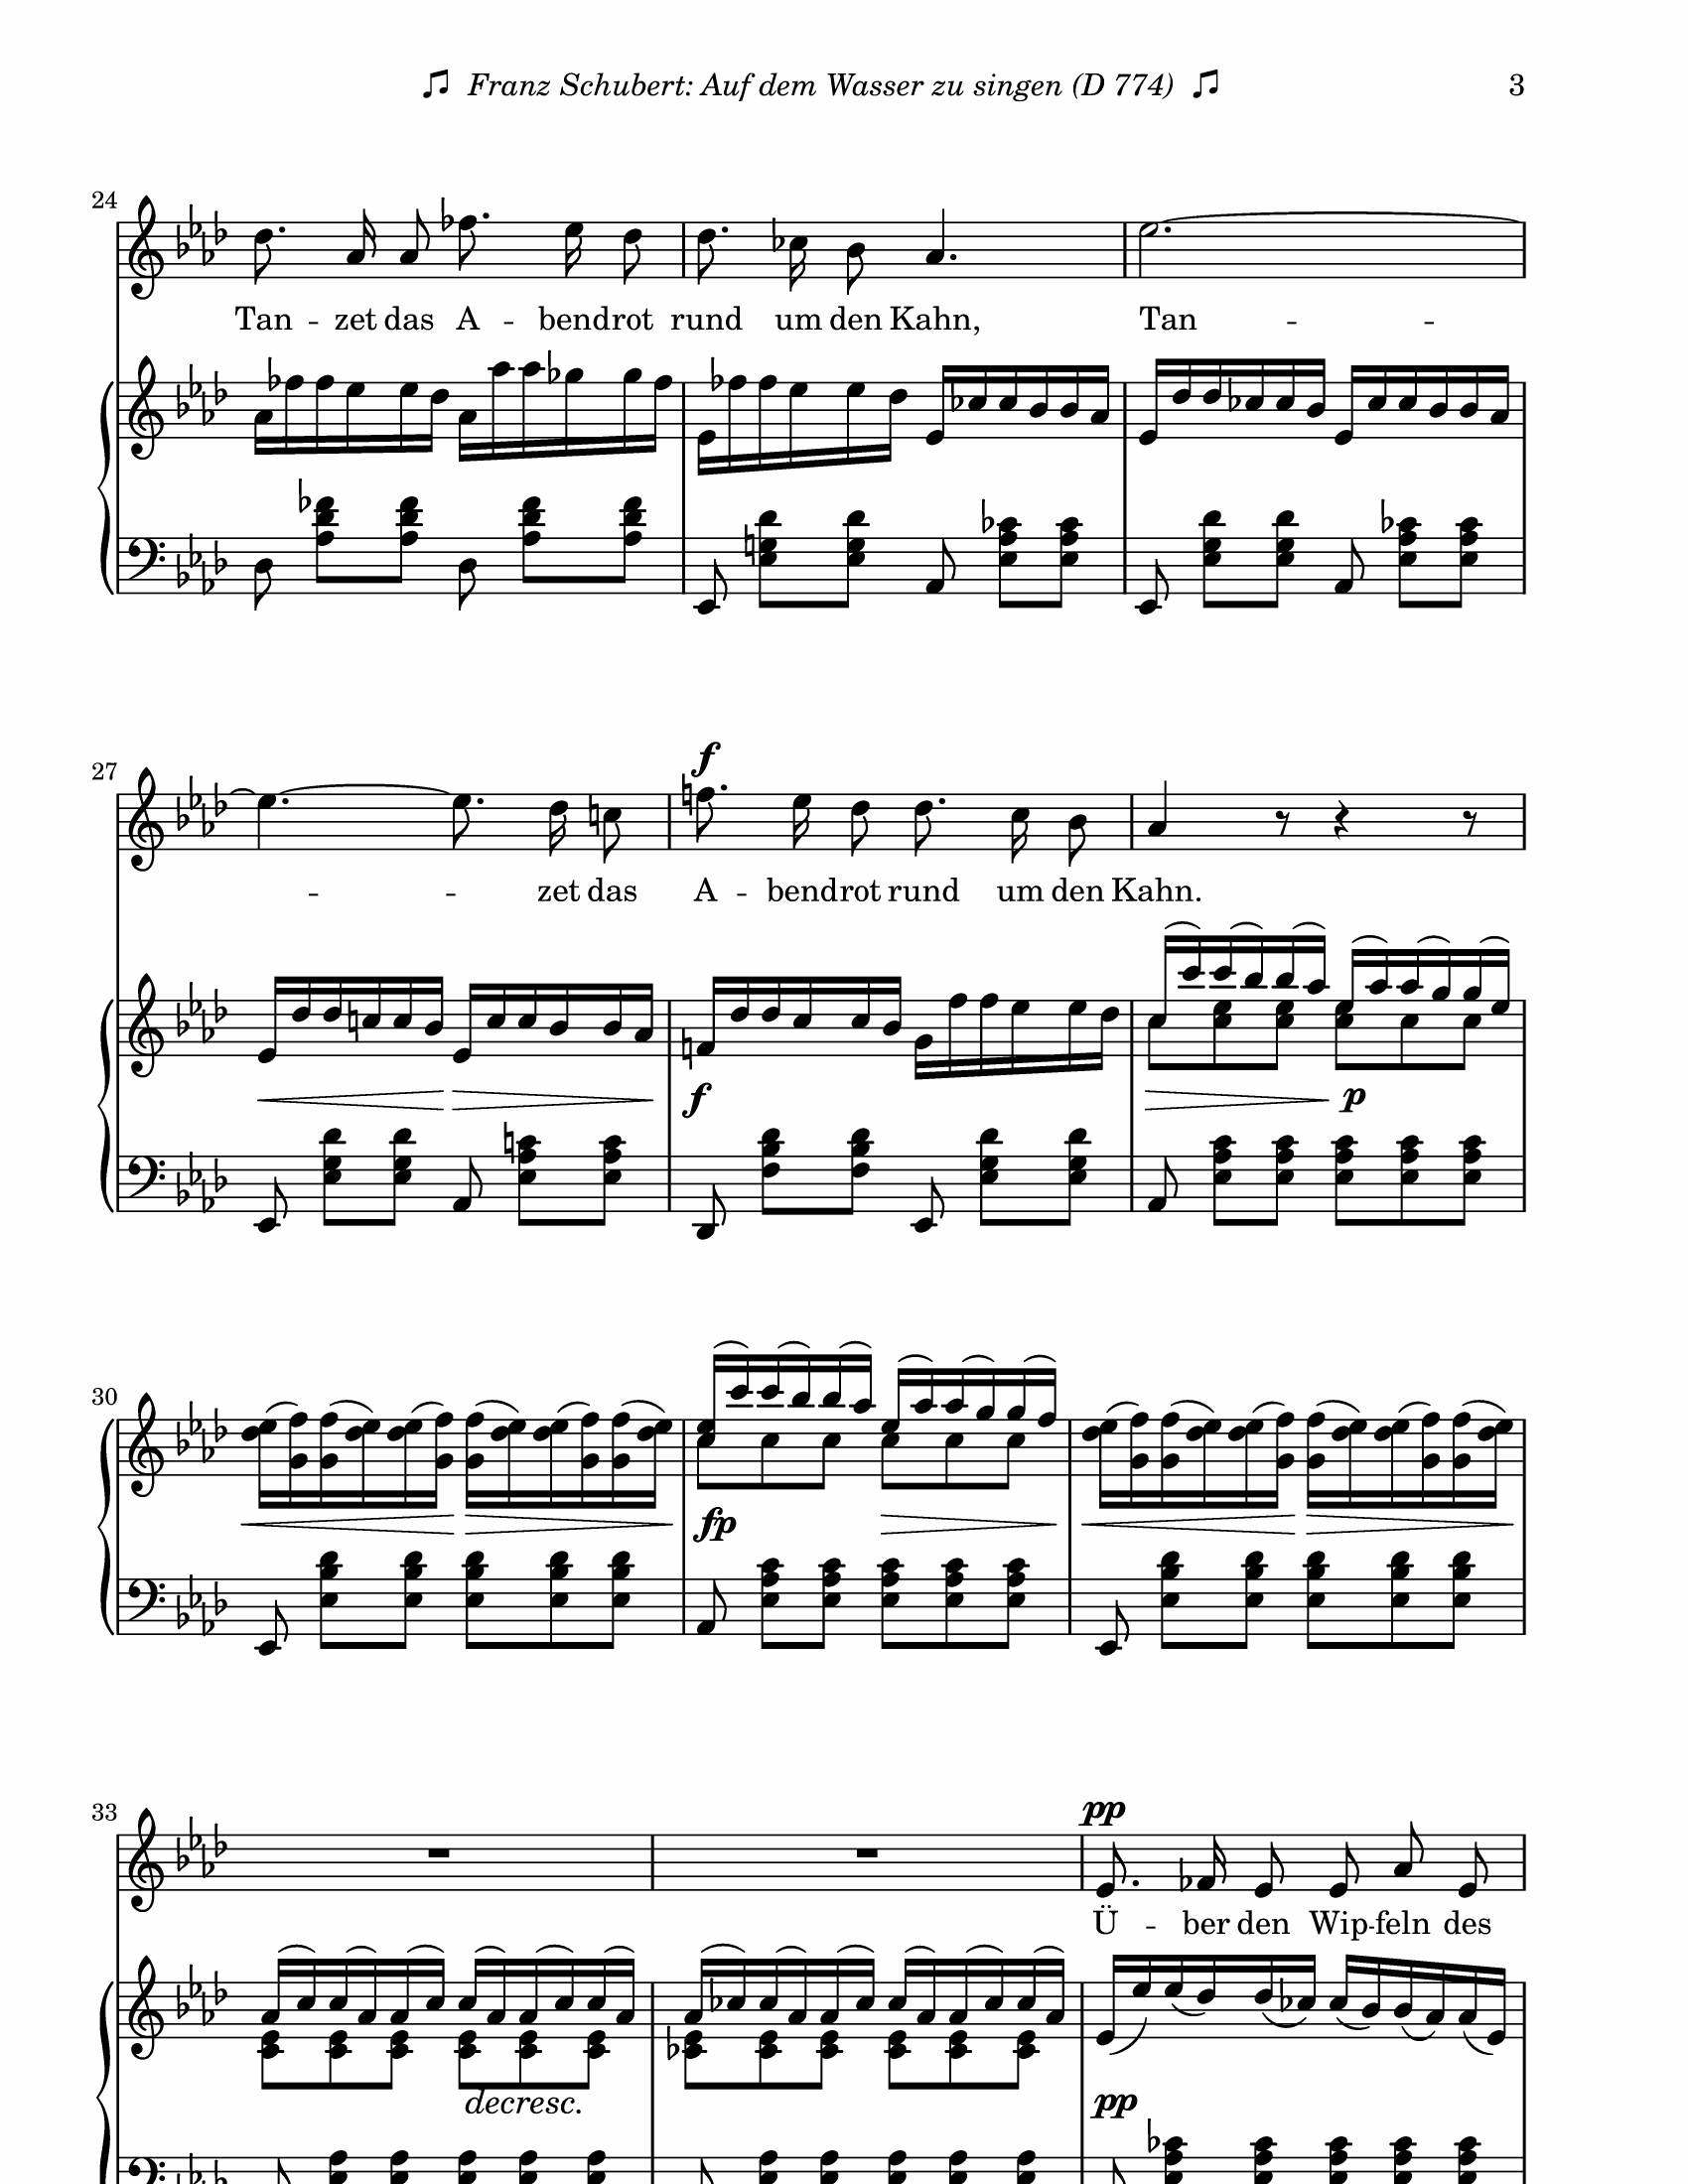 ♫ Franz Schubert: Auf dem Wasser zu singen (D 774) ♫ 3
24
Tan -- zet das A -- bendrot rund um den Kahn, Tan -- --
27
f
-- -- zet das A -- bendrot rund um den Kahn.
f p
30
fp
33
pp
Ü -- ber den Wip -- feln des
decresc. pp